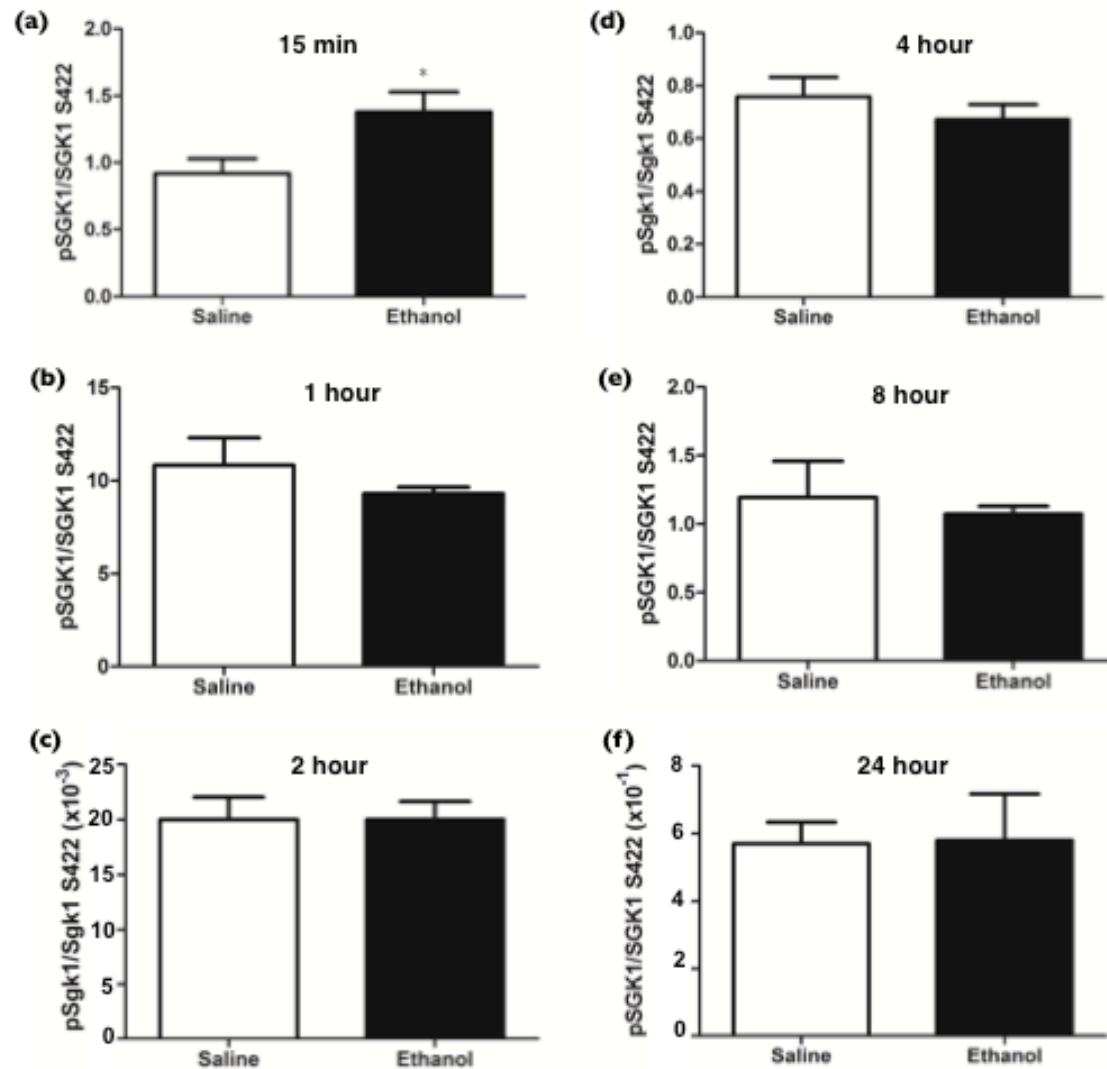 (a)
15 min
pSGK1/SGK1 S422
2.0
1.5
1.0
0.5
0.0
*
Saline
Ethanol
(d)
4 hour
pSgk1/Sgk1 S422
1.0
0.8
0.6
0.4
0.2
0.0
Saline
Ethanol
(b)
1 hour
pSGK1/SGK1 S422
15
10
5
0
Saline
Ethanol
(e)
8 hour
pSGK1/SGK1 S422
2.0
1.5
1.0
0.5
0.0
Saline
Ethanol
(c)
2 hour
pSgk1/Sgk1 S422 (x10⁻³)
25
20
15
10
5
0
Saline
Ethanol
(f)
24 hour
pSGK1/SGK1 S422 (x10⁻¹)
8
6
4
2
0
Saline
Ethanol